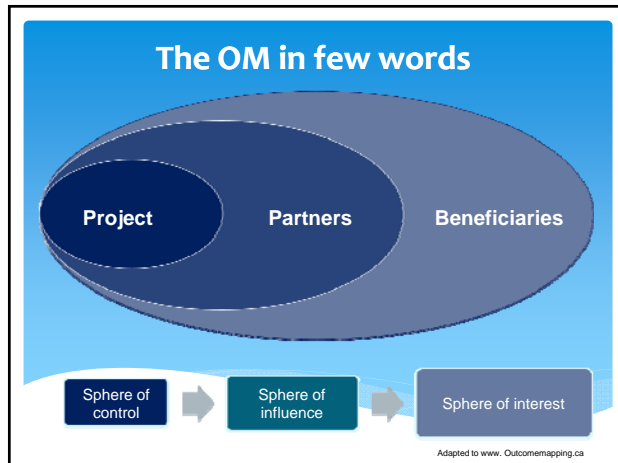 The OM in few words
Project
Partners
Beneficiaries
Sphere of
control
Sphere of
influence
Sphere of interest
Adapted to www. Outcomemapping.ca